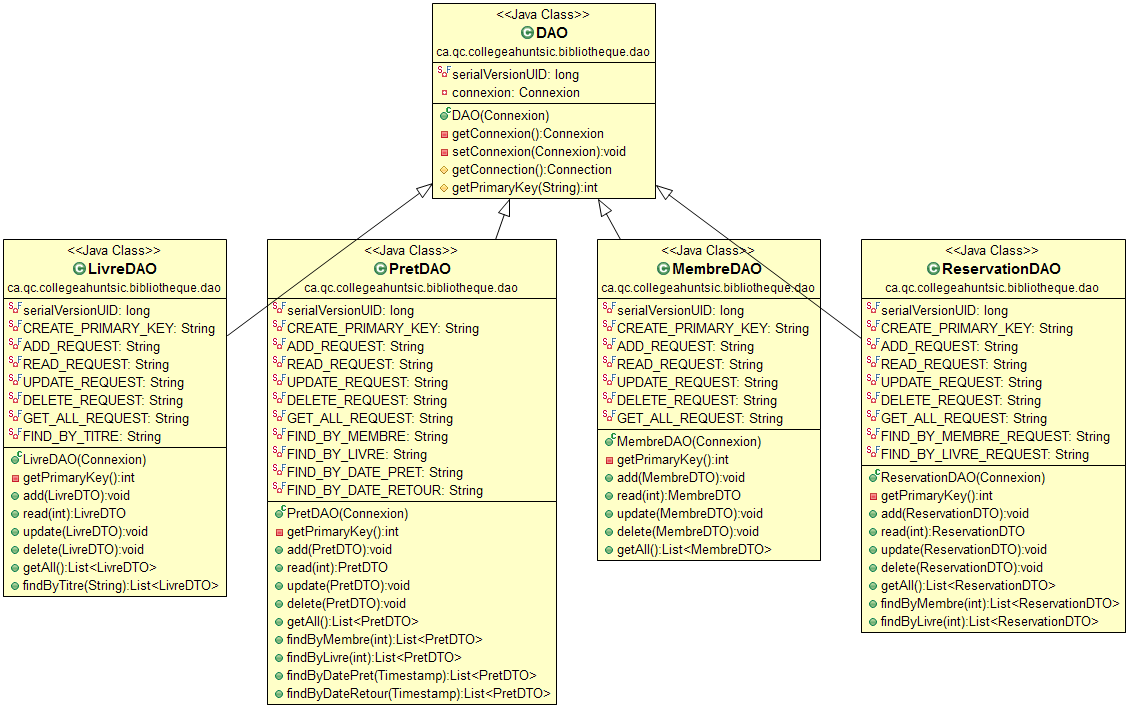 <<Java Class>>
DAO
ca.qc.collegeahuntsic.bibliotheque.dao
serialVersionUID: long
connexion: Connexion
DAO(Connexion)
getConnexion():Connexion
setConnexion(Connexion):void
getConnection():Connection
getPrimaryKey(String):int
<<Java Class>>
LivreDAO
ca.qc.collegeahuntsic.bibliotheque.dao
serialVersionUID: long
CREATE_PRIMARY_KEY: String
ADD_REQUEST: String
READ_REQUEST: String
UPDATE_REQUEST: String
DELETE_REQUEST: String
GET_ALL_REQUEST: String
FIND_BY_TITRE: String
LivreDAO(Connexion)
getPrimaryKey():int
add(LivreDTO):void
read(int):LivreDTO
update(LivreDTO):void
delete(LivreDTO):void
getAll():List<LivreDTO>
findByTitre(String):List<LivreDTO>
<<Java Class>>
PretDAO
ca.qc.collegeahuntsic.bibliotheque.dao
serialVersionUID: long
CREATE_PRIMARY_KEY: String
ADD_REQUEST: String
READ_REQUEST: String
UPDATE_REQUEST: String
DELETE_REQUEST: String
GET_ALL_REQUEST: String
FIND_BY_MEMBRE: String
FIND_BY_LIVRE: String
FIND_BY_DATE_PRET: String
FIND_BY_DATE_RETOUR: String
PretDAO(Connexion)
getPrimaryKey():int
add(PretDTO):void
read(int):PretDTO
update(PretDTO):void
delete(PretDTO):void
getAll():List<PretDTO>
findByMembre(int):List<PretDTO>
findByLivre(int):List<PretDTO>
findByDatePret(Timestamp):List<PretDTO>
findByDateRetour(Timestamp):List<PretDTO>
<<Java Class>>
MembreDAO
ca.qc.collegeahuntsic.bibliotheque.dao
serialVersionUID: long
CREATE_PRIMARY_KEY: String
ADD_REQUEST: String
READ_REQUEST: String
UPDATE_REQUEST: String
DELETE_REQUEST: String
GET_ALL_REQUEST: String
MembreDAO(Connexion)
getPrimaryKey():int
add(MembreDTO):void
read(int):MembreDTO
update(MembreDTO):void
delete(MembreDTO):void
getAll():List<MembreDTO>
<<Java Class>>
ReservationDAO
ca.qc.collegeahuntsic.bibliotheque.dao
serialVersionUID: long
CREATE_PRIMARY_KEY: String
ADD_REQUEST: String
READ_REQUEST: String
UPDATE_REQUEST: String
DELETE_REQUEST: String
GET_ALL_REQUEST: String
FIND_BY_MEMBRE_REQUEST: String
FIND_BY_LIVRE_REQUEST: String
ReservationDAO(Connexion)
getPrimaryKey():int
add(ReservationDTO):void
read(int):ReservationDTO
update(ReservationDTO):void
delete(ReservationDTO):void
getAll():List<ReservationDTO>
findByMembre(int):List<ReservationDTO>
findByLivre(int):List<ReservationDTO>